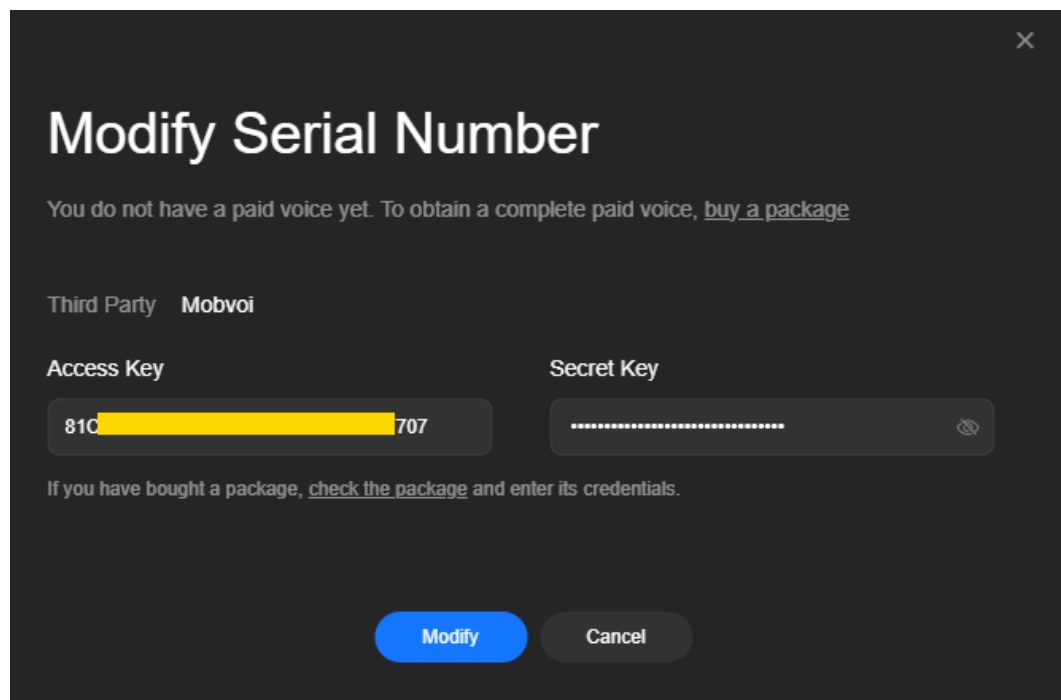 Modify Serial Number
You do not have a paid voice yet. To obtain a complete paid voice, buy a package
Third Party Mobvoi
Access Key Secret Key
81C 707 ••••••••••••••••••••••••••••••••
If you have bought a package, check the package and enter its credentials.
Modify Cancel